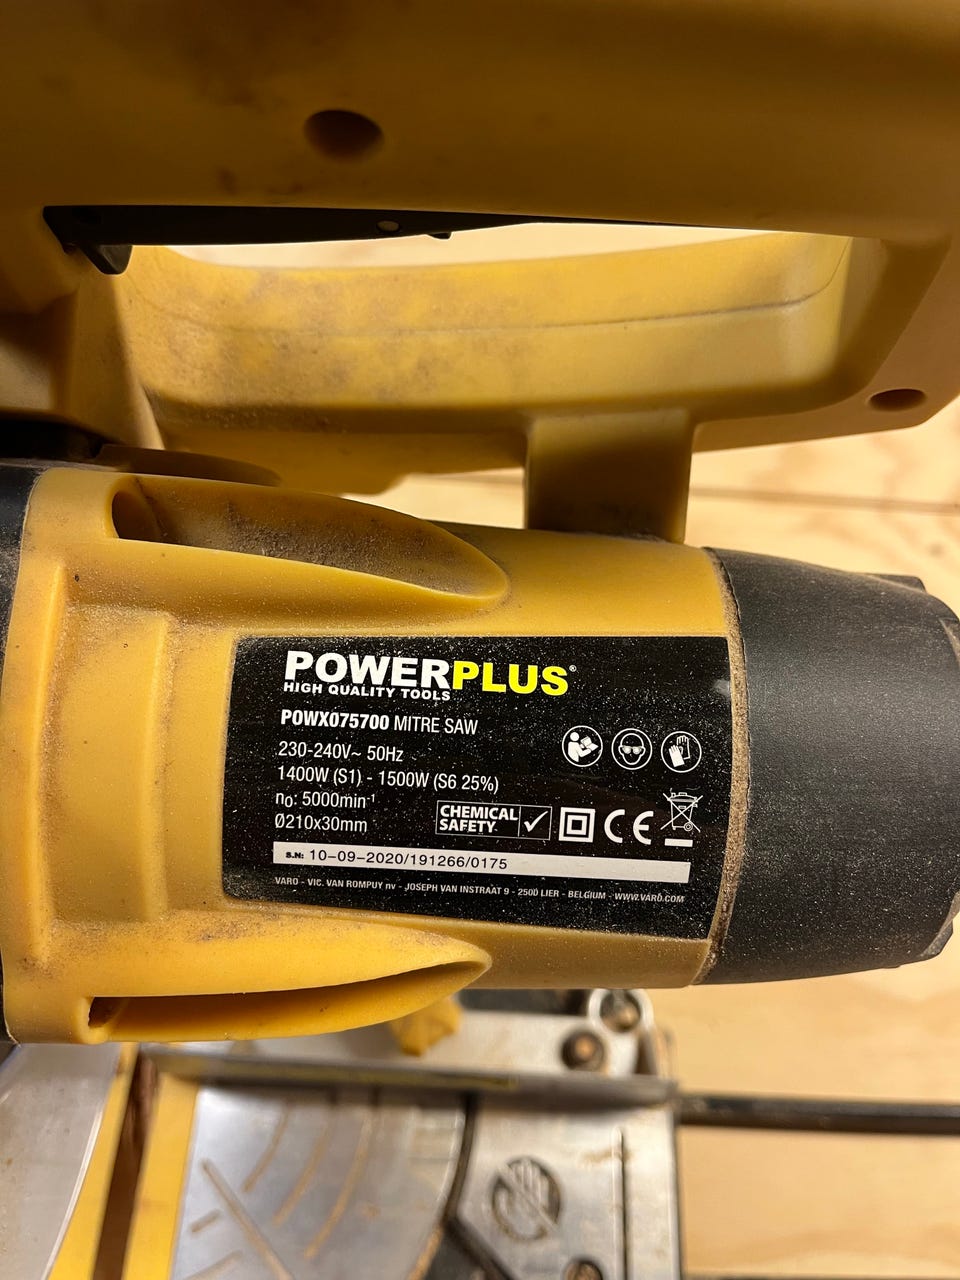 POWERPLUS®
HIGH QUALITY TOOLS
POWX075700 MITRE SAW
230-240V~ 50Hz
1400W (S1) - 1500W (S6 25%)
n₀: 5000min⁻¹
Ø210x30mm
CHEMICAL
SAFETY
CE
S.N: 10-09-2020/191266/0175
VARO - VIC. VAN ROMPUY nv - JOSEPH VAN INSTRAAT 9 - 2500 LIER - BELGIUM - WWW.VARO.COM